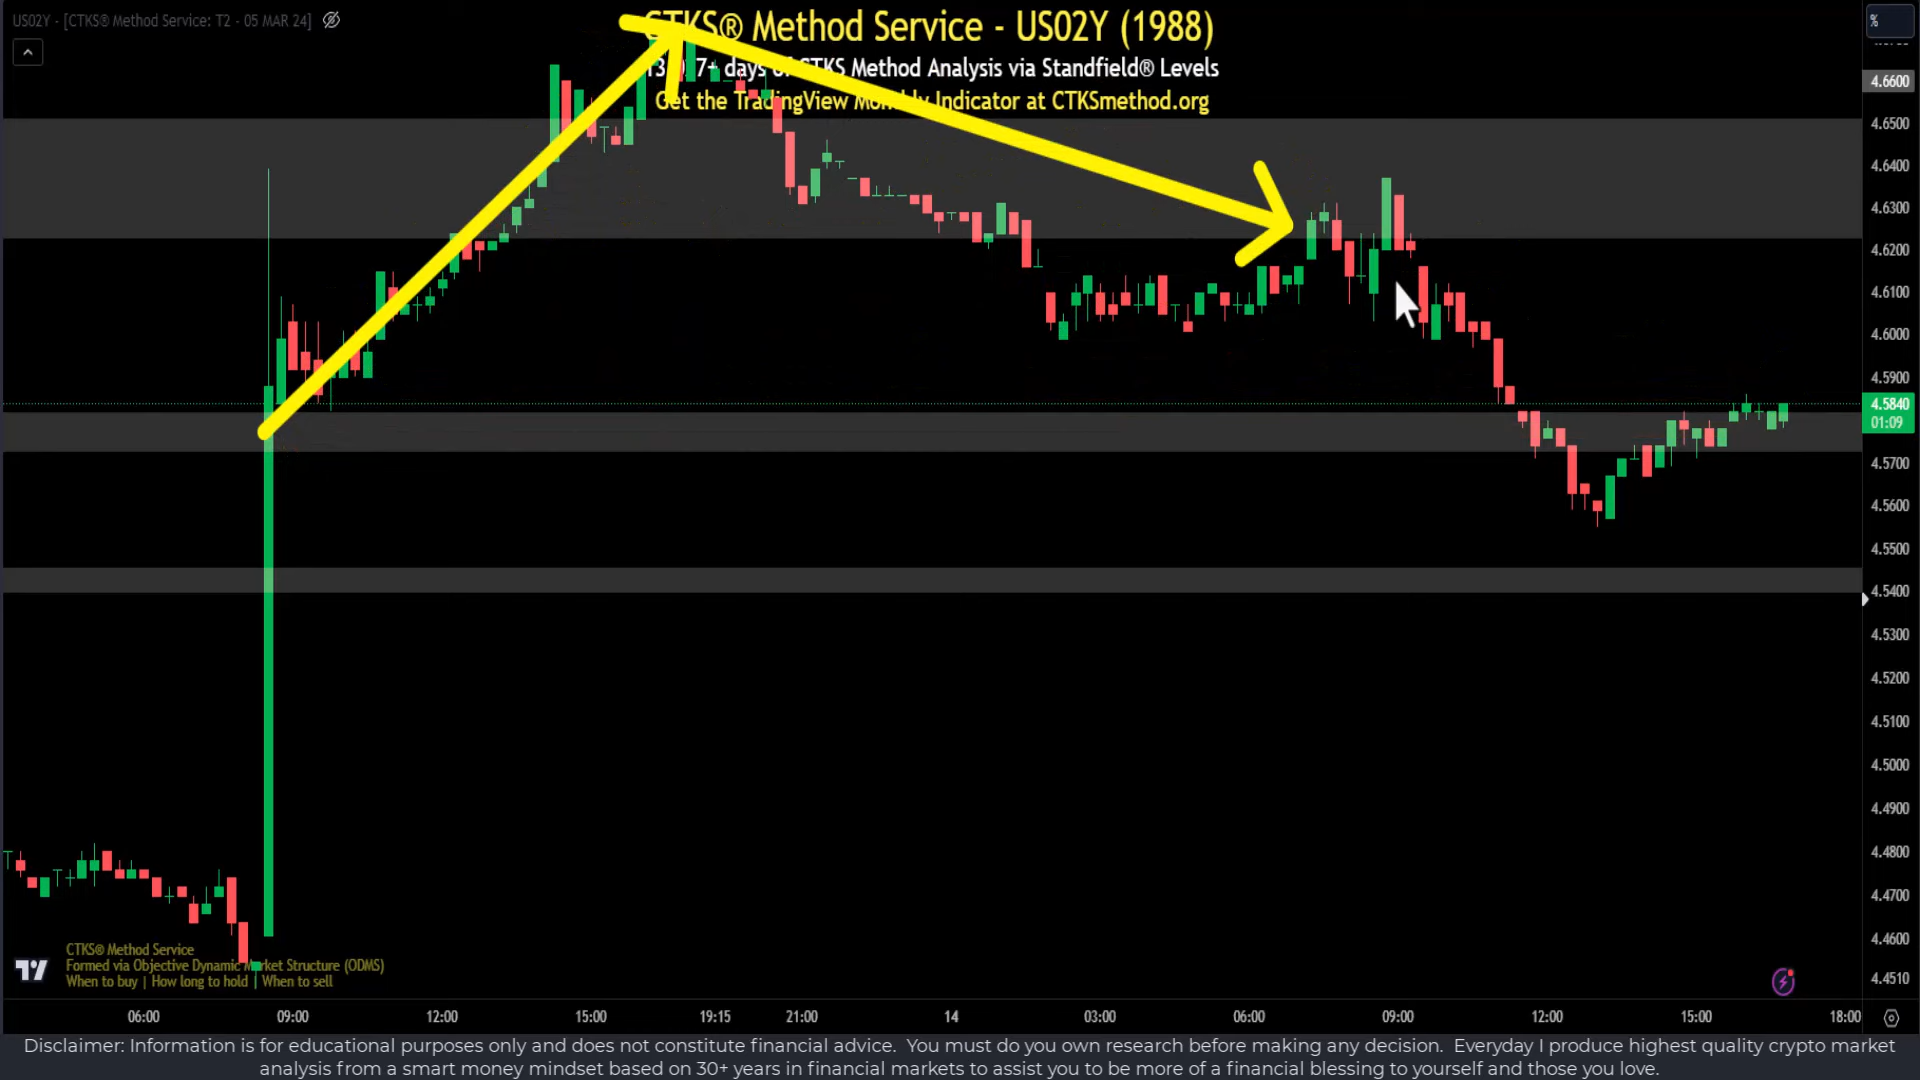 US02Y - [CTKS® Method Service: T2 - 05 MAR 24]
CTKS® Method Service - US02Y (1988)
7+ days of CTKS Method Analysis via Standfield® Levels
Get the TradingView Monthly Indicator at CTKSmethod.org
%
4.6600
4.6500
4.6400
4.6300
4.6200
4.6100
4.6000
4.5900
4.5840
01:09
4.5700
4.5600
4.5500
4.5400
4.5300
4.5200
4.5100
4.5000
4.4900
4.4800
4.4700
4.4600
4.4510
CTKS® Method Service
Formed via Objective Dynamic Market Structure (ODMS)
When to buy | How long to hold | When to sell
06:00 09:00 12:00 15:00 19:15 21:00 14 03:00 06:00 09:00 12:00 15:00 18:00
Disclaimer: Information is for educational purposes only and does not constitute financial advice. You must do you own research before making any decision. Everyday I produce highest quality crypto market
analysis from a smart money mindset based on 30+ years in financial markets to assist you to be more of a financial blessing to yourself and those you love.